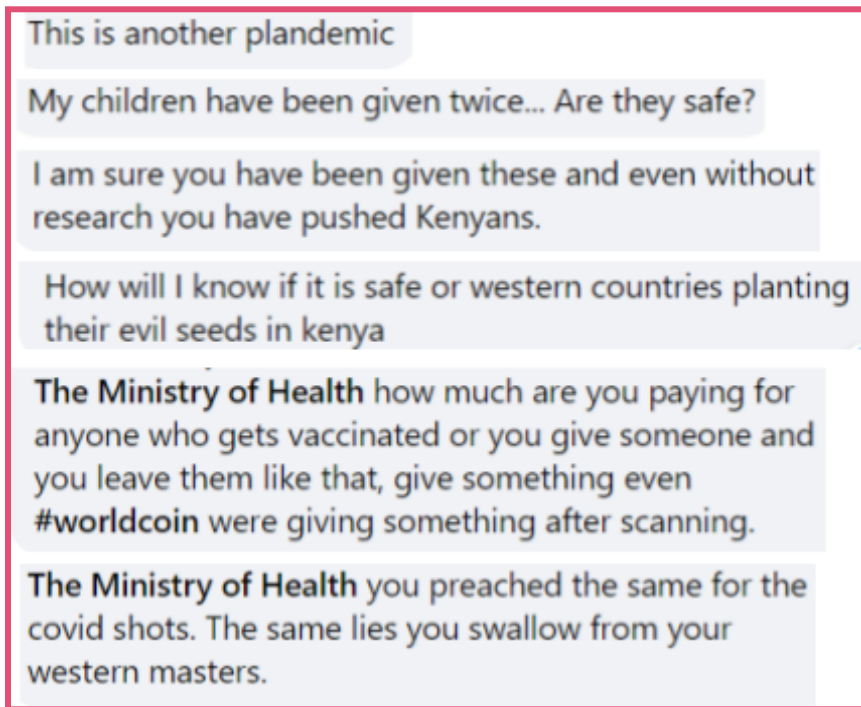 This is another plandemic
My children have been given twice... Are they safe?
I am sure you have been given these and even without
research you have pushed Kenyans.
How will I know if it is safe or western countries planting
their evil seeds in kenya
The Ministry of Health how much are you paying for
anyone who gets vaccinated or you give someone and
you leave them like that, give something even
#worldcoin were giving something after scanning.
The Ministry of Health you preached the same for the
covid shots. The same lies you swallow from your
western masters.